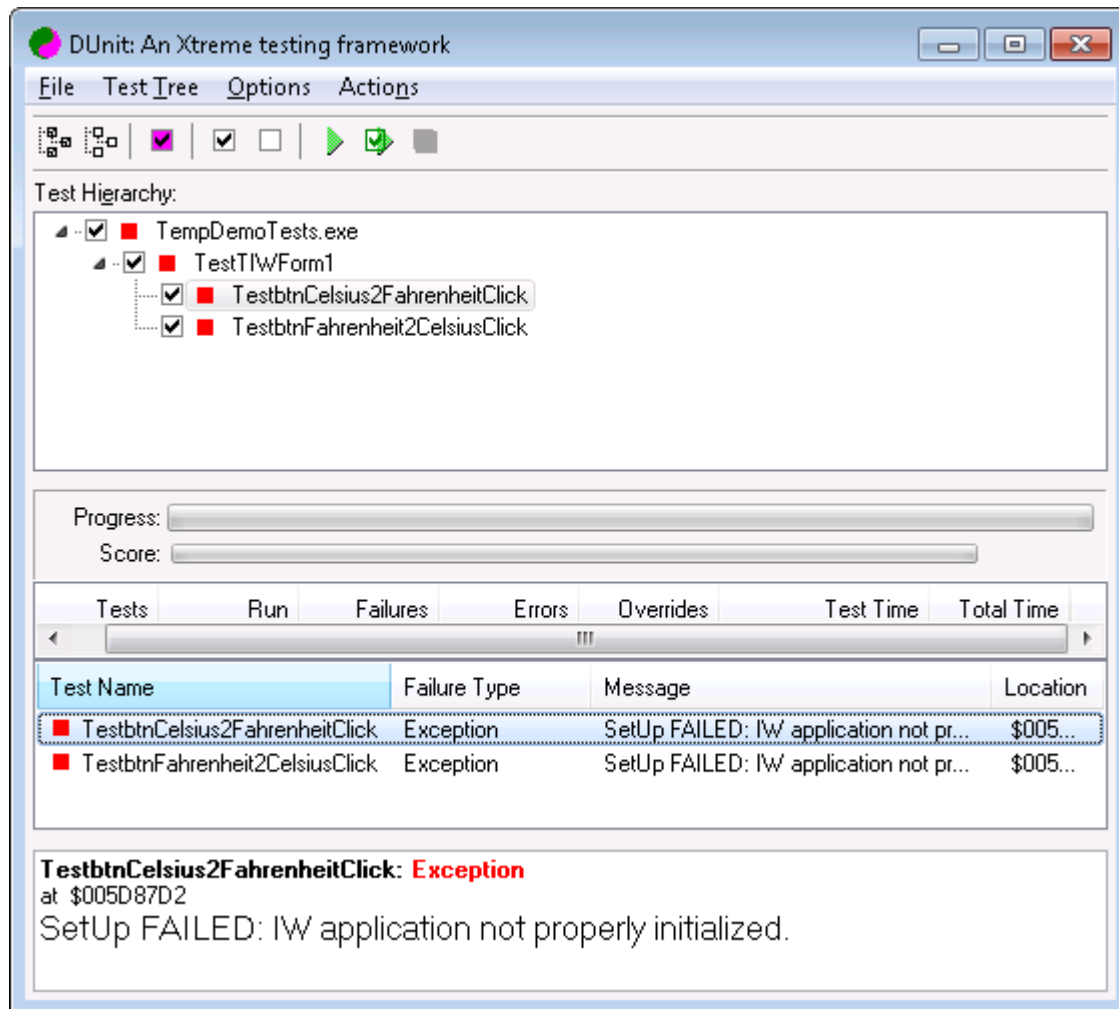 DUnit: An Xtreme testing framework
File Test Tree Options Actions
Test Hierarchy:
TempDemoTests.exe
TestTIWForm1
TestbtnCelsius2FahrenheitClick
TestbtnFahrenheit2CelsiusClick
Progress:
Score:
Tests Run Failures Errors Overrides Test Time Total Time
Test Name Failure Type Message Location
TestbtnCelsius2FahrenheitClick Exception SetUp FAILED: IW application not pr... $005...
TestbtnFahrenheit2CelsiusClick Exception SetUp FAILED: IW application not pr... $005...
TestbtnCelsius2FahrenheitClick: Exception
at $005D87D2
SetUp FAILED: IW application not properly initialized.